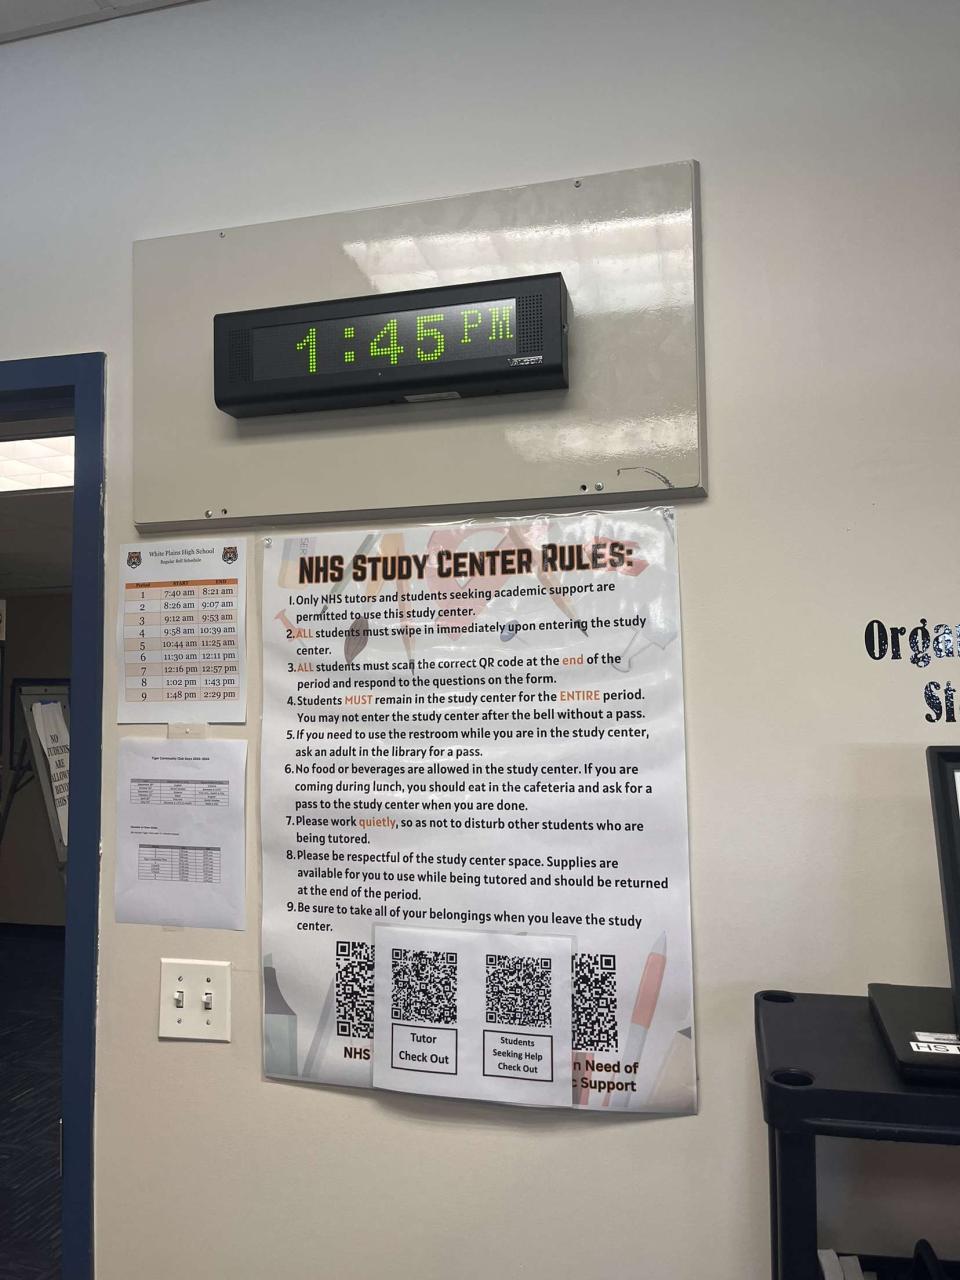 1:45 PM
VALCOM
White Plains High School
Regular Bell Schedule
Period START END
1 7:40 am 8:21 am
2 8:26 am 9:07 am
3 9:12 am 9:53 am
4 9:58 am 10:39 am
5 10:44 am 11:25 am
6 11:30 am 12:11 pm
7 12:16 pm 12:57 pm
8 1:02 pm 1:43 pm
9 1:48 pm 2:29 pm
NHS STUDY CENTER RULES:
1.Only NHS tutors and students seeking academic support are
permitted to use this study center.
2.ALL students must swipe in immediately upon entering the study
center.
3.ALL students must scan the correct QR code at the end of the
period and respond to the questions on the form.
4.Students MUST remain in the study center for the ENTIRE period.
You may not enter the study center after the bell without a pass.
5.If you need to use the restroom while you are in the study center,
ask an adult in the library for a pass.
6.No food or beverages are allowed in the study center. If you are
coming during lunch, you should eat in the cafeteria and ask for a
pass to the study center when you are done.
7.Please work quietly, so as not to disturb other students who are
being tutored.
8.Please be respectful of the study center space. Supplies are
available for you to use while being tutored and should be returned
at the end of the period.
9.Be sure to take all of your belongings when you leave the study
center.
NHS
Tutor
Check Out
Students
Seeking Help
Check Out
n Need of
c Support
Orga
St
HS
NO
STUDENTS
ARE
ALLOWED
BEYOND
THIS